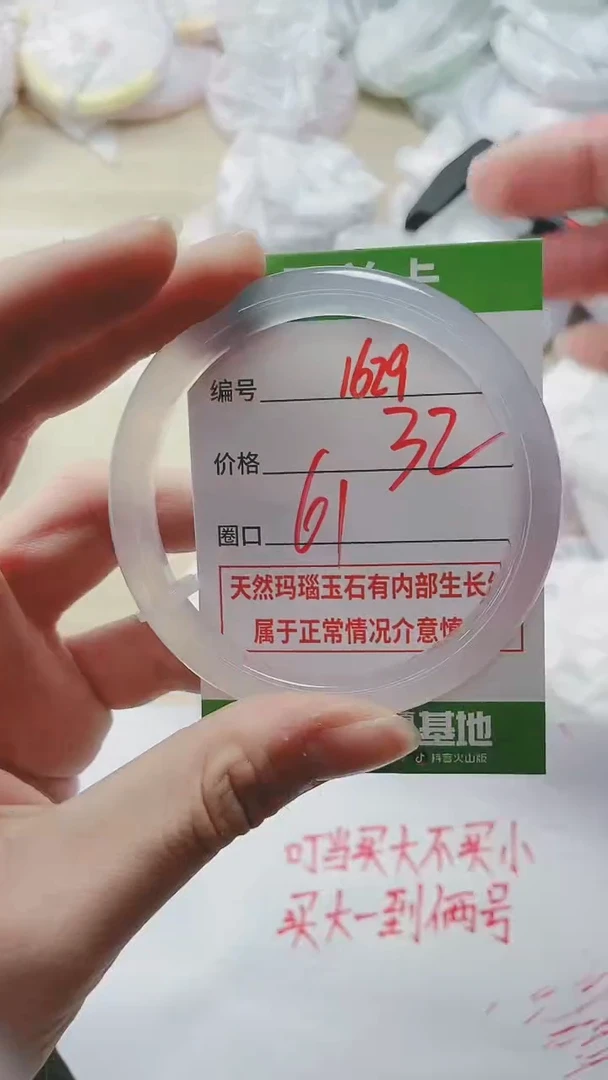 卡
编号 1629
价格 32
圈口 61
天然玛瑙玉石有内部生长
属于正常情况介意慎
基地
抖音火山版
叮当买大不买小
买大一到俩号